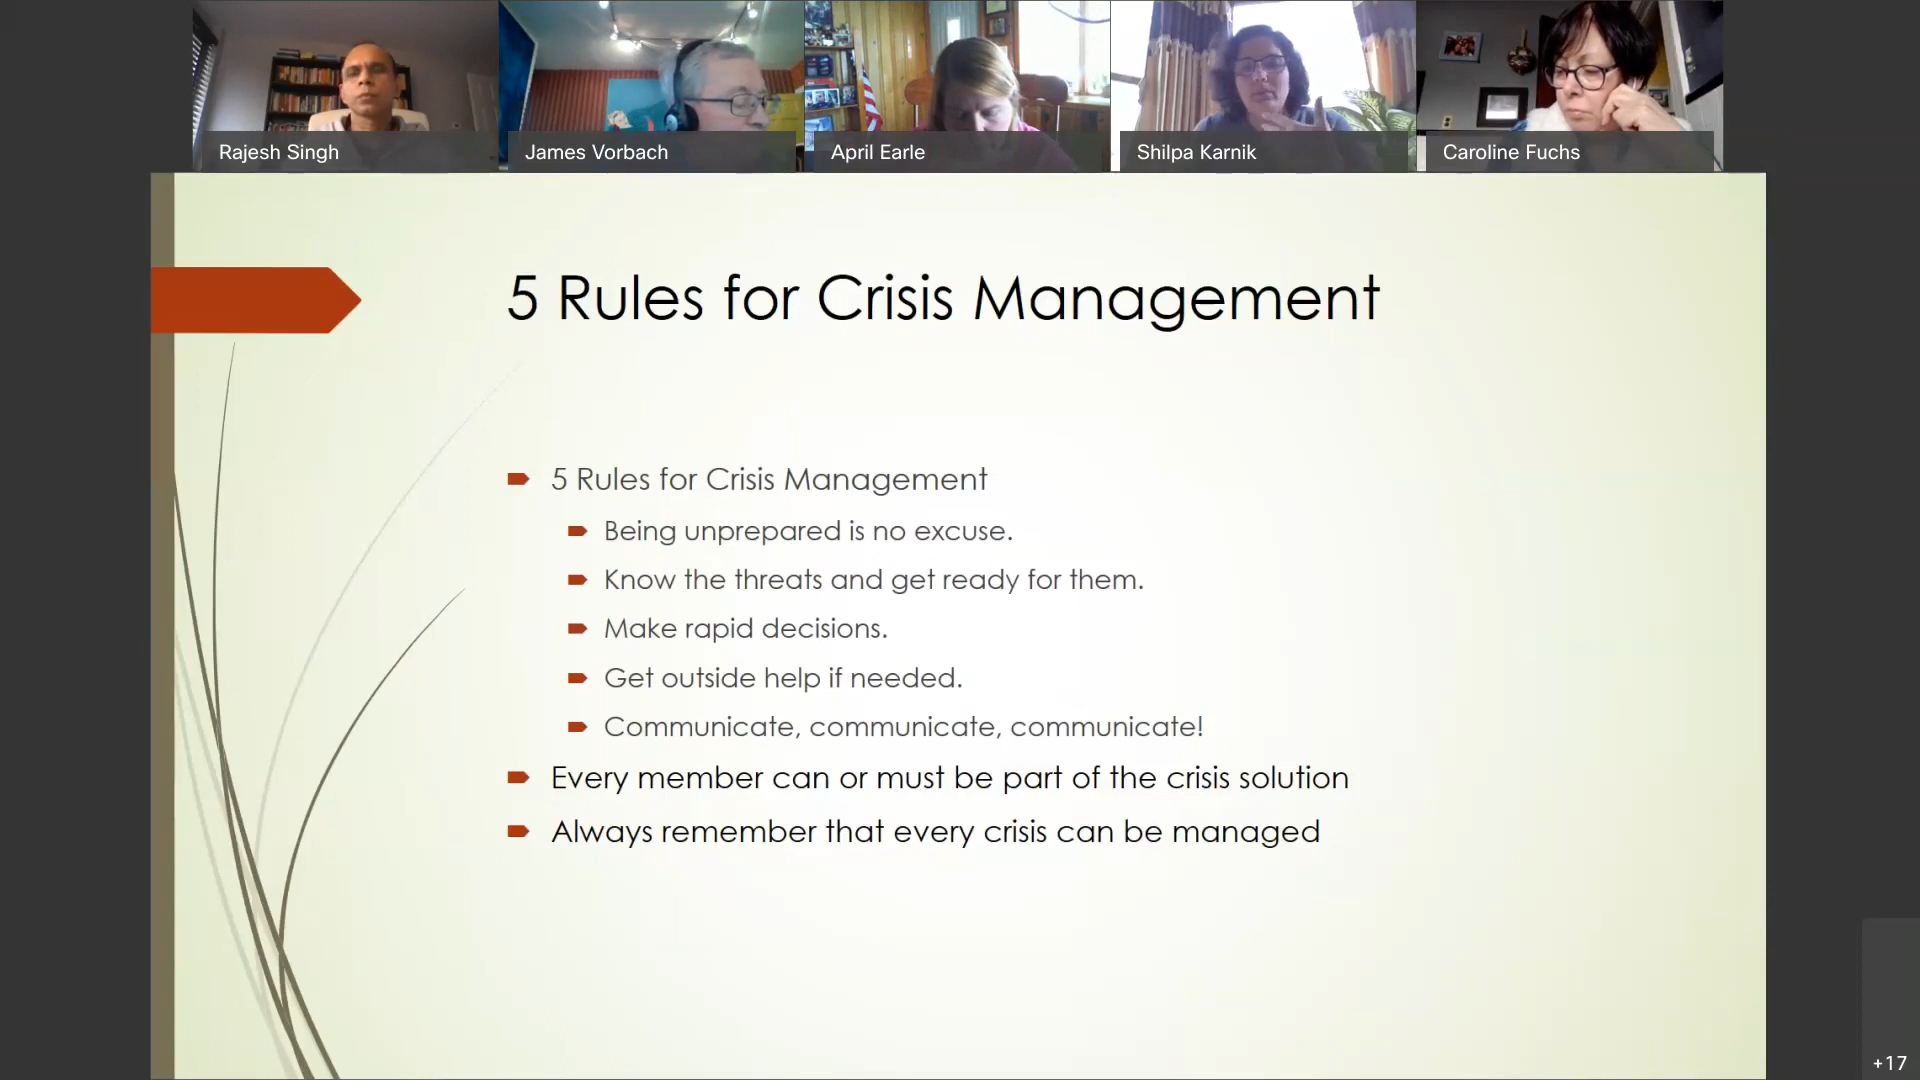 Rajesh Singh
James Vorbach
April Earle
Shilpa Karnik
Caroline Fuchs
5 Rules for Crisis Management
5 Rules for Crisis Management
Being unprepared is no excuse.
Know the threats and get ready for them.
Make rapid decisions.
Get outside help if needed.
Communicate, communicate, communicate!
Every member can or must be part of the crisis solution
Always remember that every crisis can be managed
+17